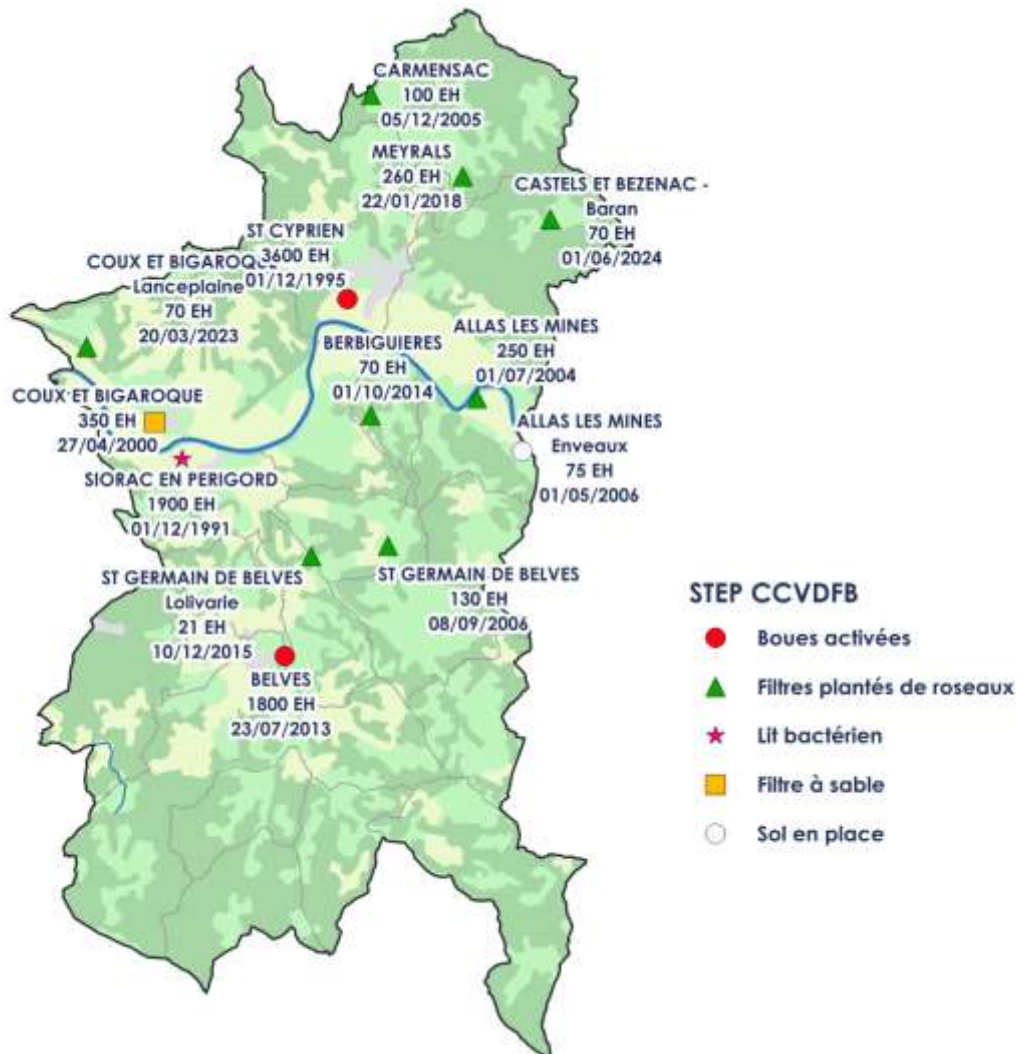 CARMENSAC
100 EH
05/12/2005
MEYRALS
260 EH
22/01/2018
CASTELS ET BEZENAC -
Baran
70 EH
01/06/2024
ST CYPRIEN
3600 EH
01/12/1995
COUX ET BIGAROQUE
Lanceplaine
70 EH
20/03/2023
BERBIGUIERES
70 EH
01/10/2014
ALLAS LES MINES
250 EH
01/07/2004
COUX ET BIGAROQUE
350 EH
27/04/2000
ALLAS LES MINES
Enveaux
75 EH
01/05/2006
SIORAC EN PERIGORD
1900 EH
01/12/1991
ST GERMAIN DE BELVES
Lolivarie
21 EH
10/12/2015
ST GERMAIN DE BELVES
130 EH
08/09/2006
BELVES
1800 EH
23/07/2013
STEP CCVDFB
Boues activées
Filtres plantés de roseaux
Lit bactérien
Filtre à sable
Sol en place